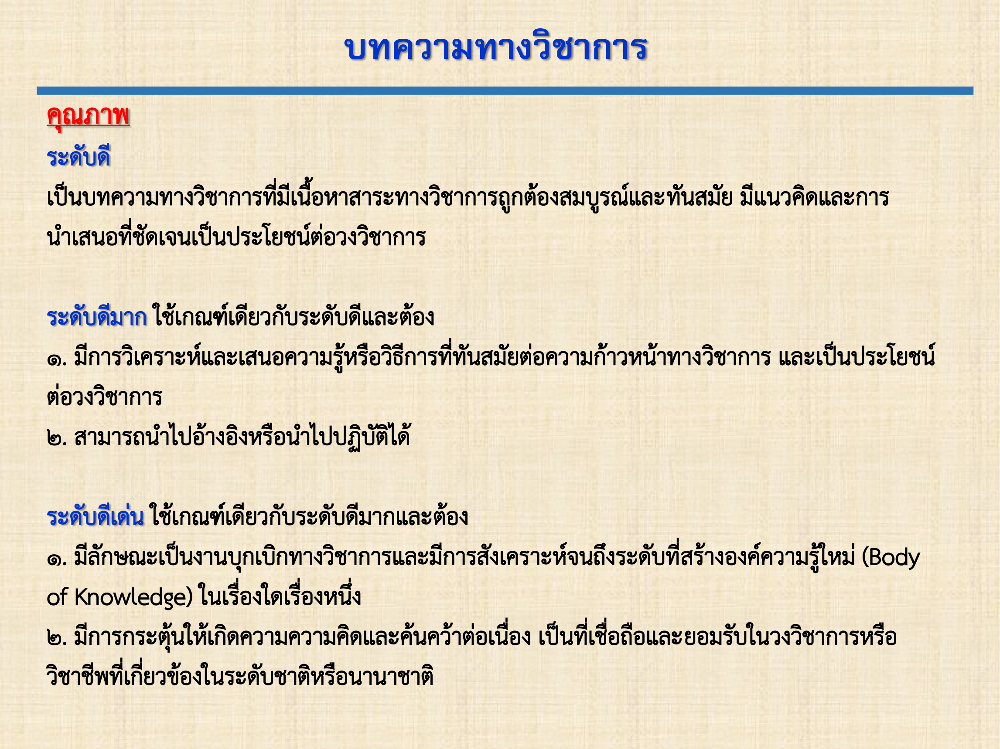 บทความทางวิชาการ
คุณภาพ
ระดับดี
เป็นบทความทางวิชาการที่มีเนื้อหาสาระทางวิชาการถูกต้องสมบูรณ์และทันสมัย มีแนวคิดและการ
นำเสนอที่ชัดเจนเป็นประโยชน์ต่อวงวิชาการ
ระดับดีมาก ใช้เกณฑ์เดียวกับระดับดีและต้อง
๑. มีการวิเคราะห์และเสนอความรู้หรือวิธีการที่ทันสมัยต่อความก้าวหน้าทางวิชาการ และเป็นประโยชน์
ต่อวงวิชาการ
๒. สามารถนำไปอ้างอิงหรือนำไปปฏิบัติได้
ระดับดีเด่น ใช้เกณฑ์เดียวกับระดับดีมากและต้อง
๑. มีลักษณะเป็นงานบุกเบิกทางวิชาการและมีการสังเคราะห์จนถึงระดับที่สร้างองค์ความรู้ใหม่ (Body
of Knowledge) ในเรื่องใดเรื่องหนึ่ง
๒. มีการกระตุ้นให้เกิดความความคิดและค้นคว้าต่อเนื่อง เป็นที่เชื่อถือและยอมรับในวงวิชาการหรือ
วิชาชีพที่เกี่ยวข้องในระดับชาติหรือนานาชาติ